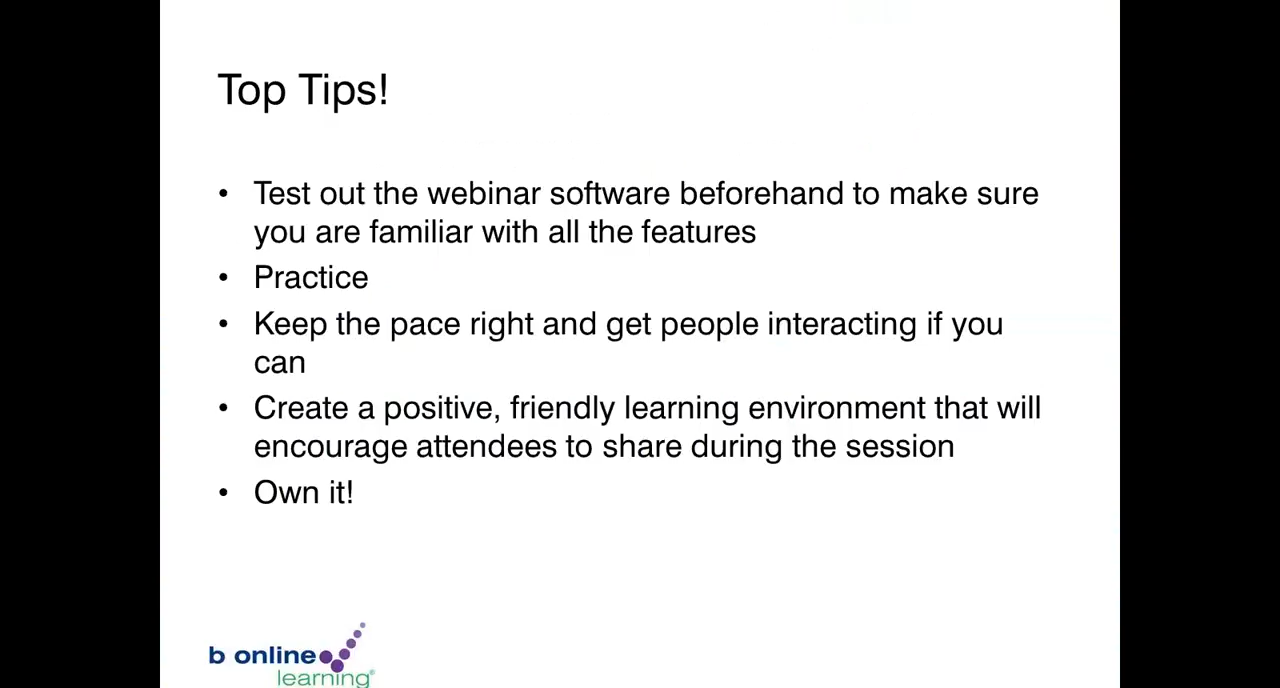 Top Tips!
• Test out the webinar software beforehand to make sure
you are familiar with all the features
• Practice
• Keep the pace right and get people interacting if you
can
• Create a positive, friendly learning environment that will
encourage attendees to share during the session
• Own it!
b online
learning®